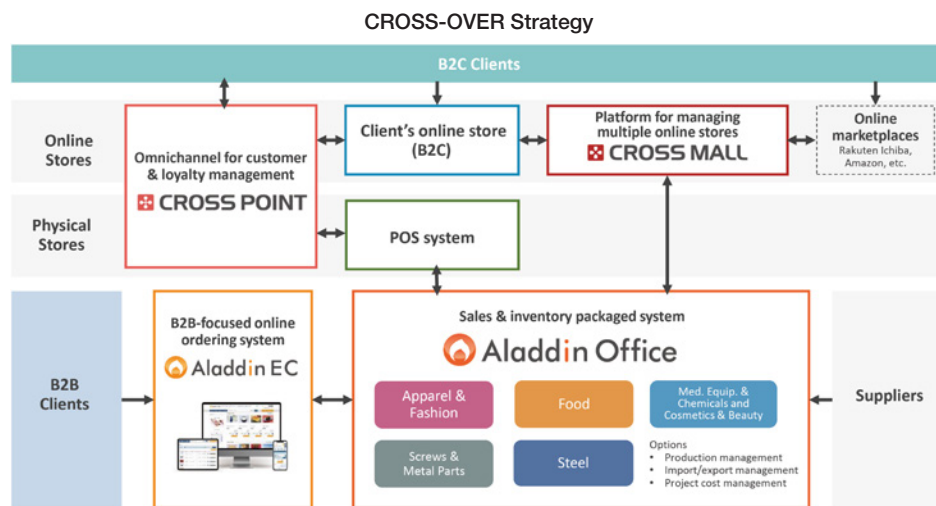 CROSS-OVER Strategy
B2C Clients
Online
Stores
Omnichannel for customer
& loyalty management
CROSS POINT
Client's online store
(B2C)
Platform for managing
multiple online stores
CROSS MALL
Online
marketplaces
Rakuten Ichiba,
Amazon, etc.
Physical
Stores
POS system
B2B
Clients
B2B-focused online
ordering system
Aladdin EC
Sales & inventory packaged system
Aladdin Office
Apparel &
Fashion
Food
Med. Equip. &
Chemicals and
Cosmetics & Beauty
Screws &
Metal Parts
Steel
Options
• Production management
• Import/export management
• Project cost management
Suppliers